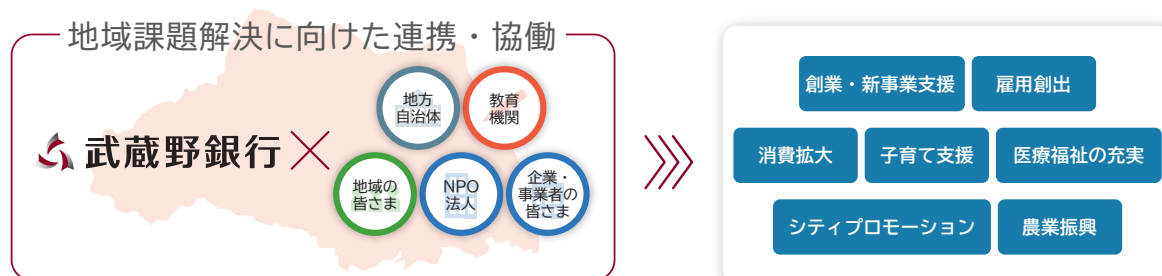 地域課題解決に向けた連携・協働
武蔵野銀行
×
地方
自治体
教育
機関
地域の
皆さま
NPO
法人
企業・
事業者の
皆さま
創業・新事業支援
雇用創出
消費拡大
子育て支援
医療福祉の充実
シティプロモーション
農業振興